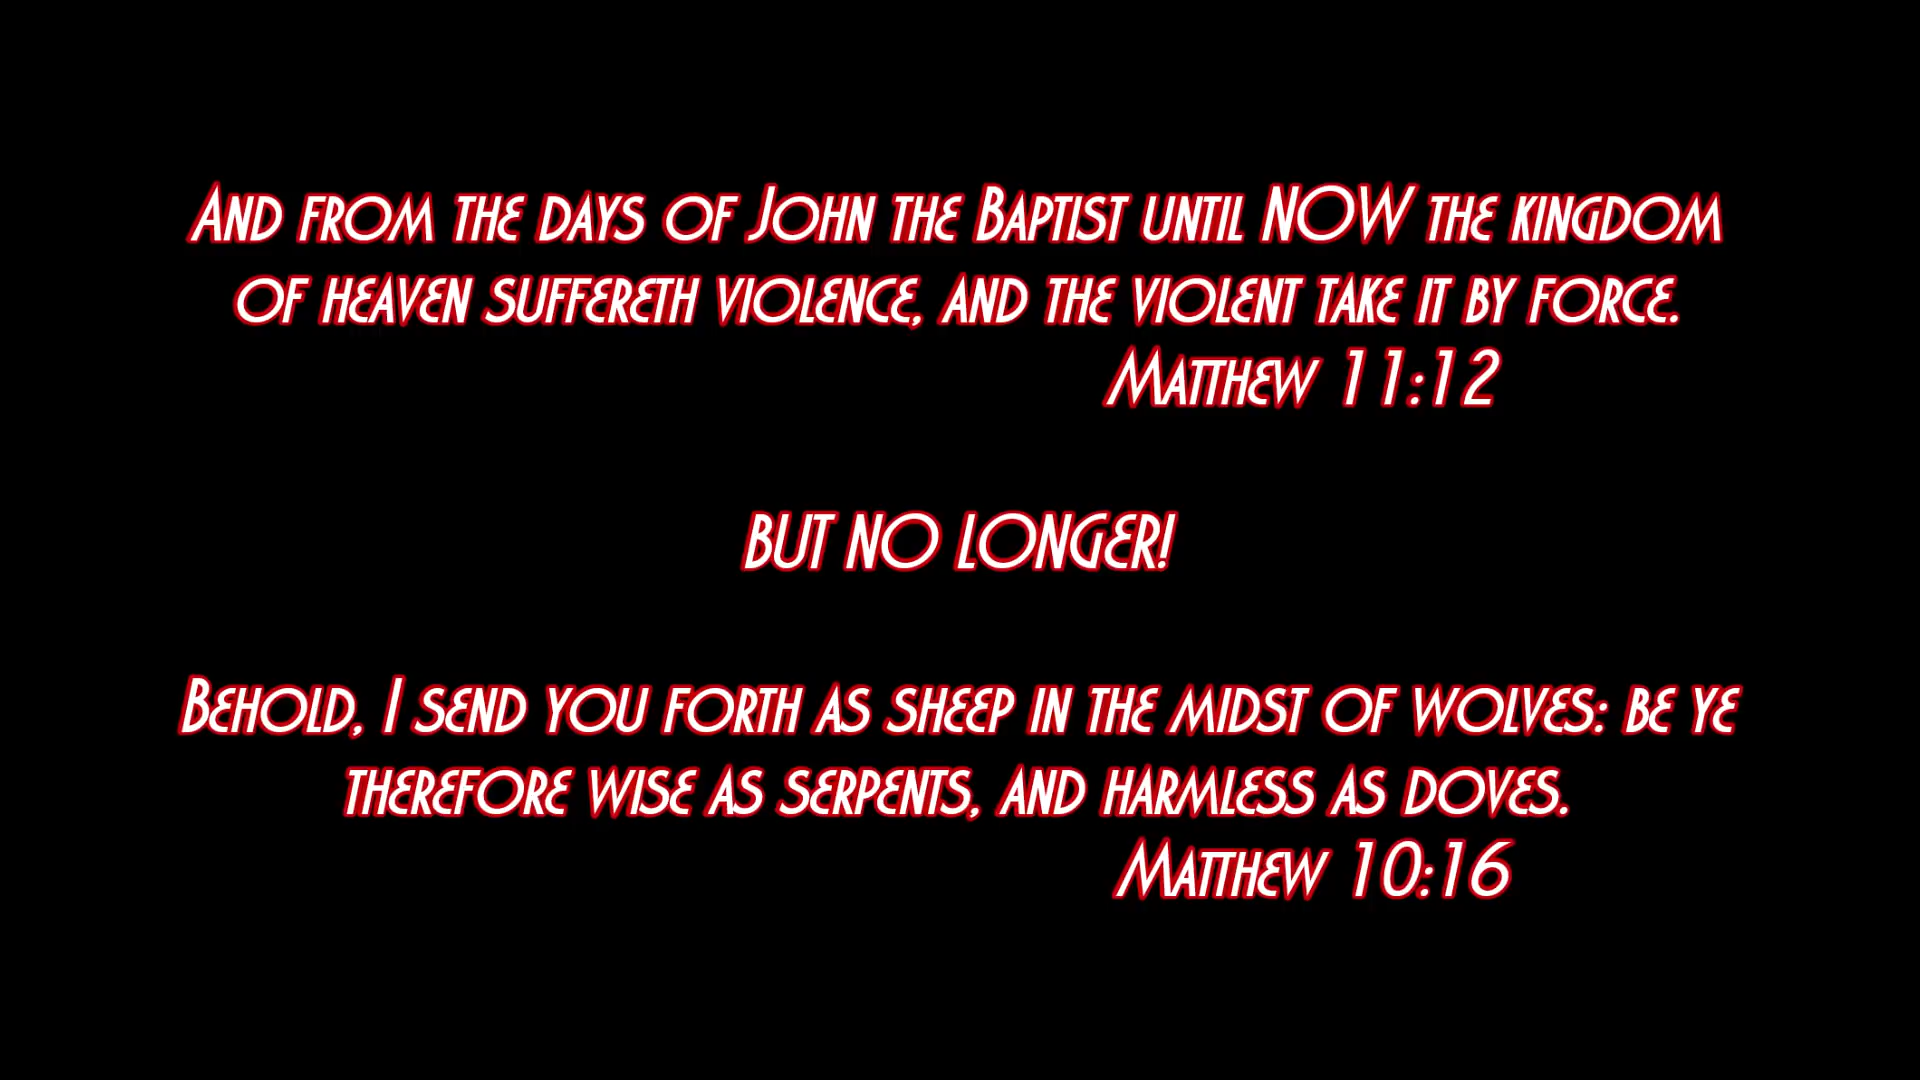 And from the days of John the Baptist until NOW the kingdom
of heaven suffereth violence, and the violent take it by force.
Matthew 11:12
BUT NO LONGER!
Behold, I send you forth as sheep in the midst of wolves: be ye
therefore wise as serpents, and harmless as doves.
Matthew 10:16